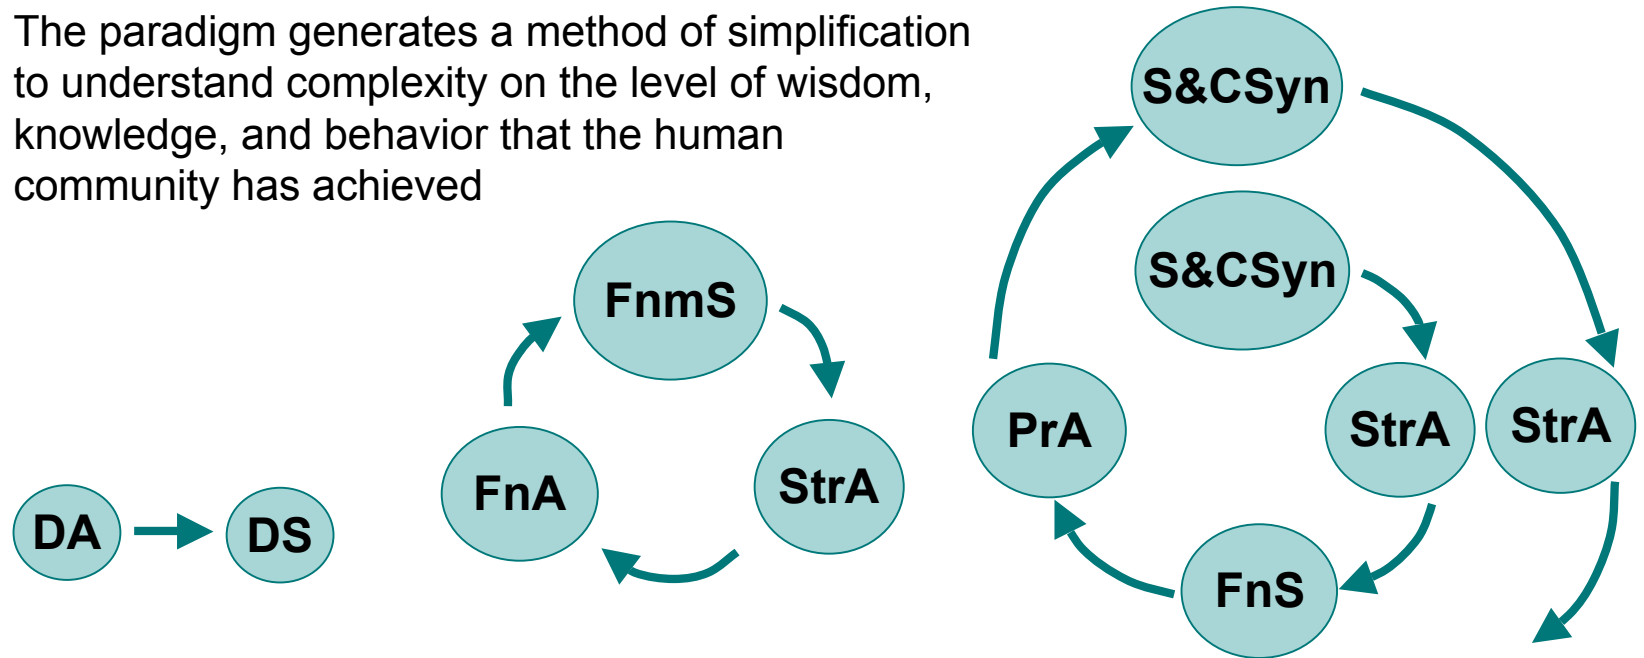 The paradigm generates a method of simplification
to understand complexity on the level of wisdom,
knowledge, and behavior that the human
community has achieved
DA
DS
FnmS
FnA
StrA
S&CSyn
S&CSyn
PrA
StrA
StrA
FnS